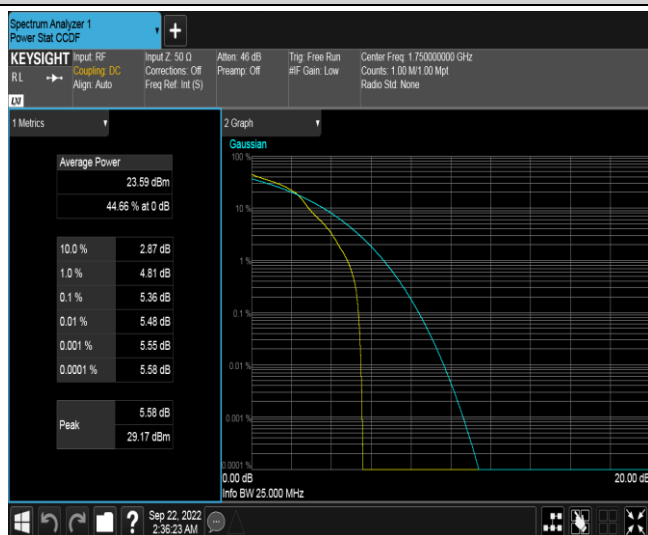 Spectrum Analyzer 1
Power Stat CCDF
+
KEYSIGHT
RL
LXI
Input: RF
Coupling: DC
Align: Auto
Input Z: 50 Ω
Corrections: Off
Freq Ref: Int (S)
Atten: 46 dB
Preamp: Off
Trig: Free Run
#IF Gain: Low
Center Freq: 1.750000000 GHz
Counts: 1.00 M/1.00 Mpt
Radio Std: None
1 Metrics
Average Power
23.59 dBm
44.66 % at 0 dB
10.0 % 2.87 dB
1.0 % 4.81 dB
0.1 % 5.36 dB
0.01 % 5.48 dB
0.001 % 5.55 dB
0.0001 % 5.58 dB
Peak
5.58 dB
29.17 dBm
2 Graph
Gaussian
100 %
10 %
1 %
0.1 %
0.01 %
0.001 %
0.0001 %
0.00 dB 20.00 dB
Info BW 25.000 MHz
?
Sep 22, 2022
2:36:23 AM